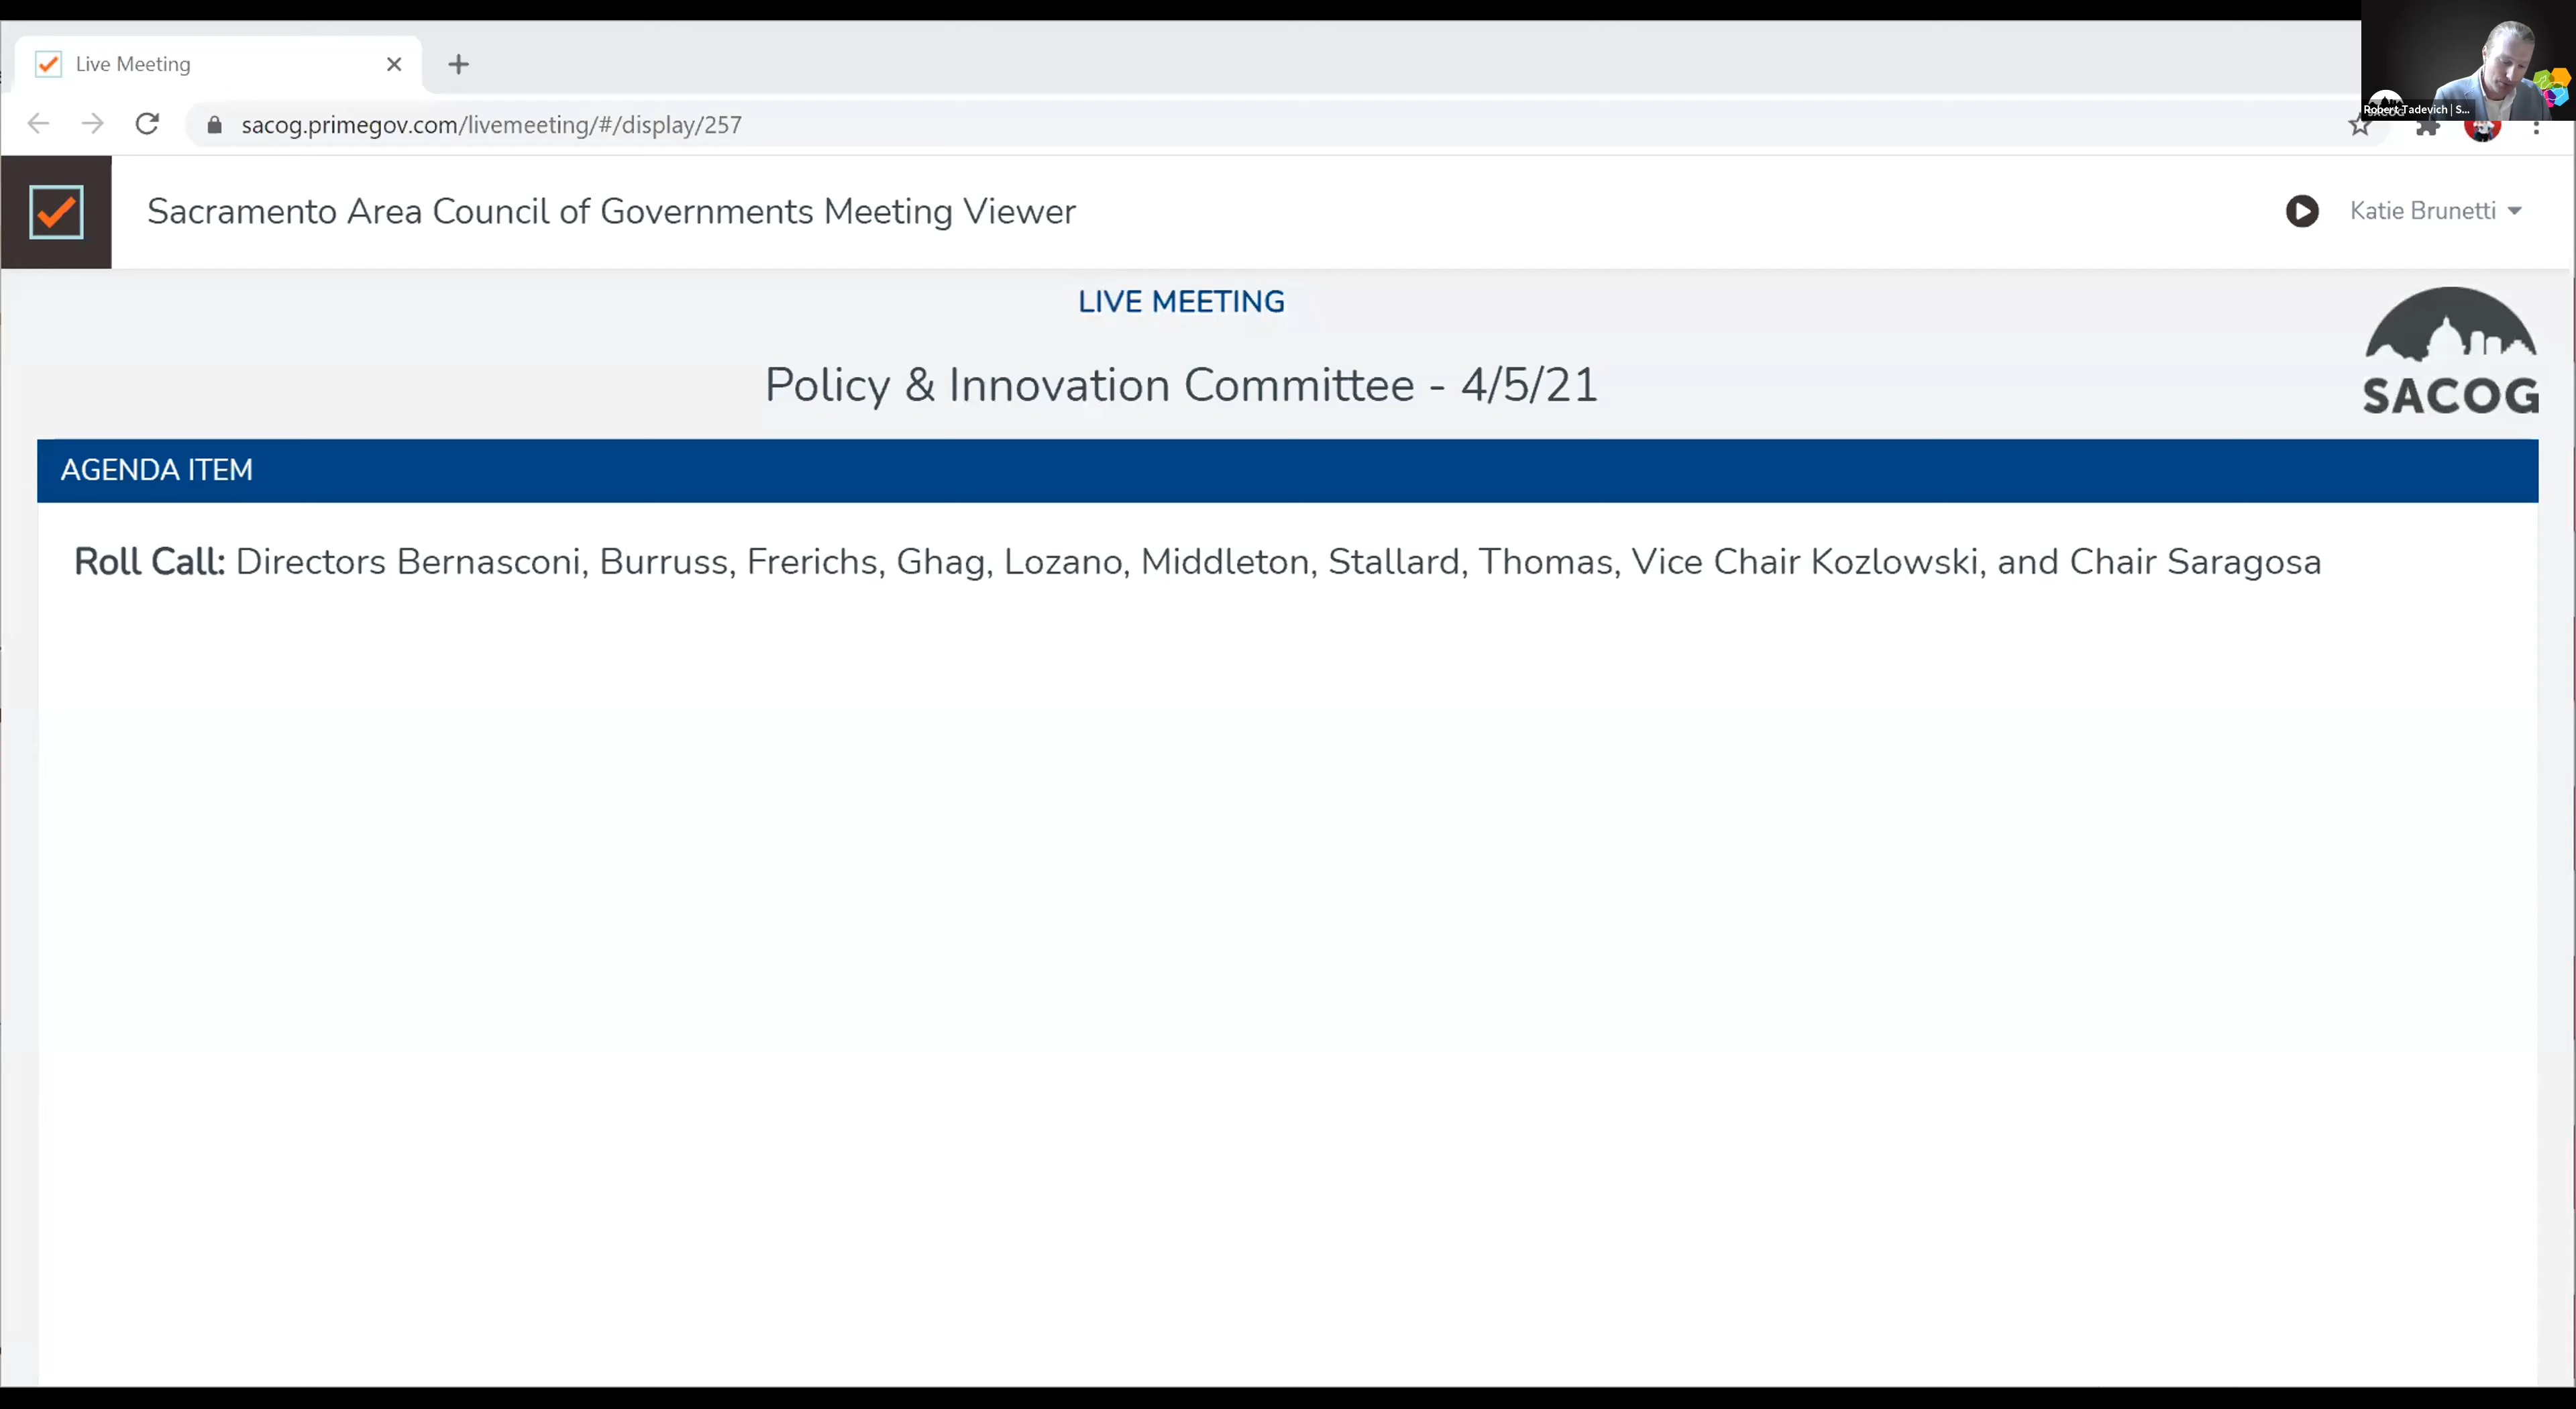 Live Meeting
Robert Tadevich | S...
sacog.primegov.com/livemeeting/#/display/257
Sacramento Area Council of Governments Meeting Viewer
Katie Brunetti
LIVE MEETING
Policy & Innovation Committee - 4/5/21
SACOG
AGENDA ITEM
Roll Call: Directors Bernasconi, Burruss, Frerichs, Ghag, Lozano, Middleton, Stallard, Thomas, Vice Chair Kozlowski, and Chair Saragosa